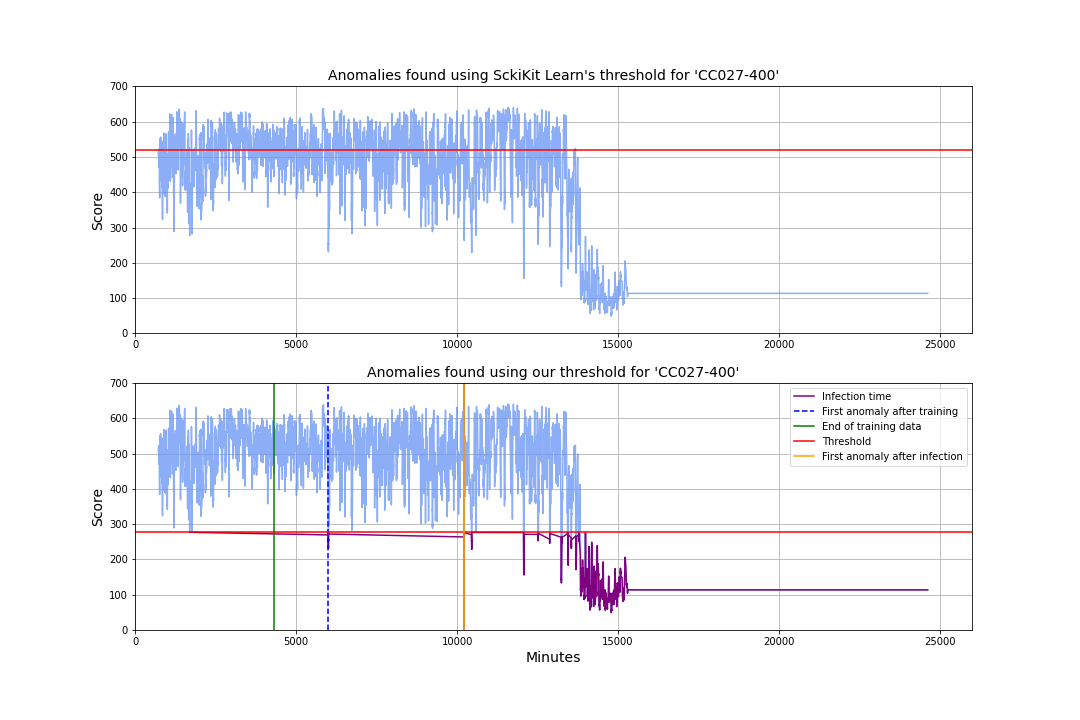 Anomalies found using SckiKit Learn's threshold for 'CC027-400'
700
600
500
400
300
200
100
0
Score
0 5000 10000 15000 20000 25000
Anomalies found using our threshold for 'CC027-400'
700
600
500
400
300
200
100
0
Score
Infection time
First anomaly after training
End of training data
Threshold
First anomaly after infection
0 5000 10000 15000 20000 25000
Minutes